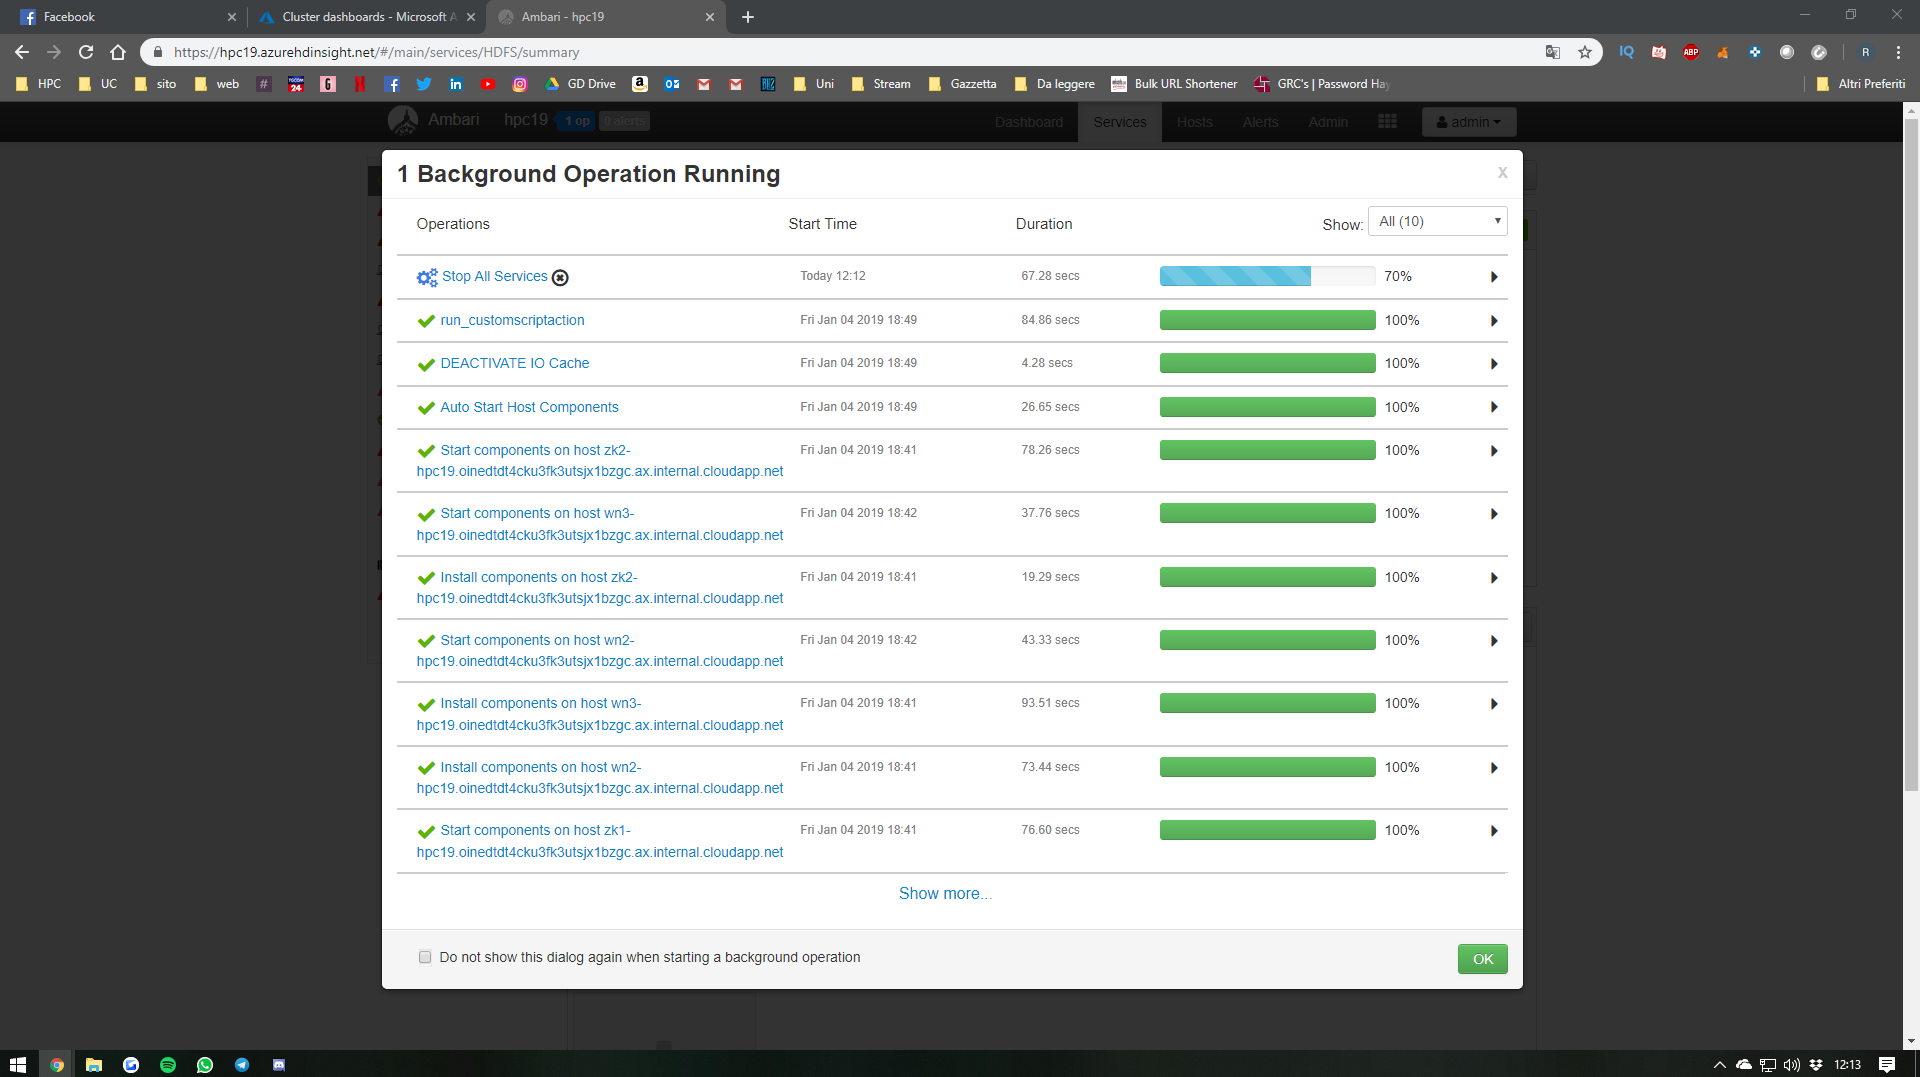 Facebook
Cluster dashboards - Microsoft A
Ambari - hpc19
https://hpc19.azurehdinsight.net/#/main/services/HDFS/summary
HPC UC sito web GD Drive Uni Stream Gazzetta Da leggere Bulk URL Shortener GRC's | Password Hay Altri Preferiti
Ambari hpc19 1 op 0 alerts Dashboard Services Hosts Alerts Admin admin
1 Background Operation Running x
Operations Start Time Duration Show: All (10)
Stop All Services Today 12:12 67.28 secs 70%
run_customscriptaction Fri Jan 04 2019 18:49 84.86 secs 100%
DEACTIVATE IO Cache Fri Jan 04 2019 18:49 4.28 secs 100%
Auto Start Host Components Fri Jan 04 2019 18:49 26.65 secs 100%
Start components on host zk2- Fri Jan 04 2019 18:41 78.26 secs 100%
hpc19.oinedtdt4cku3fk3utsjx1bzgc.ax.internal.cloudapp.net
Start components on host wn3- Fri Jan 04 2019 18:42 37.76 secs 100%
hpc19.oinedtdt4cku3fk3utsjx1bzgc.ax.internal.cloudapp.net
Install components on host zk2- Fri Jan 04 2019 18:41 19.29 secs 100%
hpc19.oinedtdt4cku3fk3utsjx1bzgc.ax.internal.cloudapp.net
Start components on host wn2- Fri Jan 04 2019 18:42 43.33 secs 100%
hpc19.oinedtdt4cku3fk3utsjx1bzgc.ax.internal.cloudapp.net
Install components on host wn3- Fri Jan 04 2019 18:41 93.51 secs 100%
hpc19.oinedtdt4cku3fk3utsjx1bzgc.ax.internal.cloudapp.net
Install components on host wn2- Fri Jan 04 2019 18:41 73.44 secs 100%
hpc19.oinedtdt4cku3fk3utsjx1bzgc.ax.internal.cloudapp.net
Start components on host zk1- Fri Jan 04 2019 18:41 76.60 secs 100%
hpc19.oinedtdt4cku3fk3utsjx1bzgc.ax.internal.cloudapp.net
Show more...
Do not show this dialog again when starting a background operation
OK
12:13